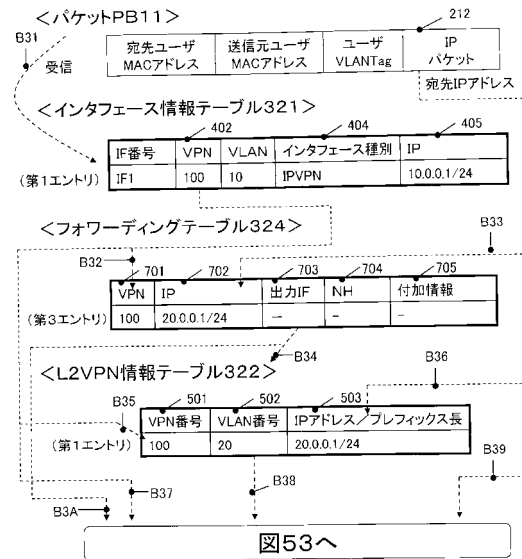 ＜パケットPB11＞
212
B31
受信
宛先ユーザ MACアドレス
送信元ユーザ MACアドレス
ユーザ VLANTag
IP パケット
宛先IPアドレス
＜インタフェース情報テーブル321＞
402
404
405
IF番号 VPN VLAN インタフェース種別 IP
(第1エントリ) IF1 100 10 IPVPN 10.0.0.1/24
＜フォワーディングテーブル324＞
B32
B33
701 702 703 704 705
VPN IP 出力IF NH 付加情報
(第3エントリ) 100 20.0.0.1/24 － － －
B34
＜L2VPN情報テーブル322＞
B36
B35
501 502 503
VPN番号 VLAN番号 IPアドレス／プレフィックス長
(第1エントリ) 100 20 20.0.0.1/24
B39
B37
B38
B3A
図53へ